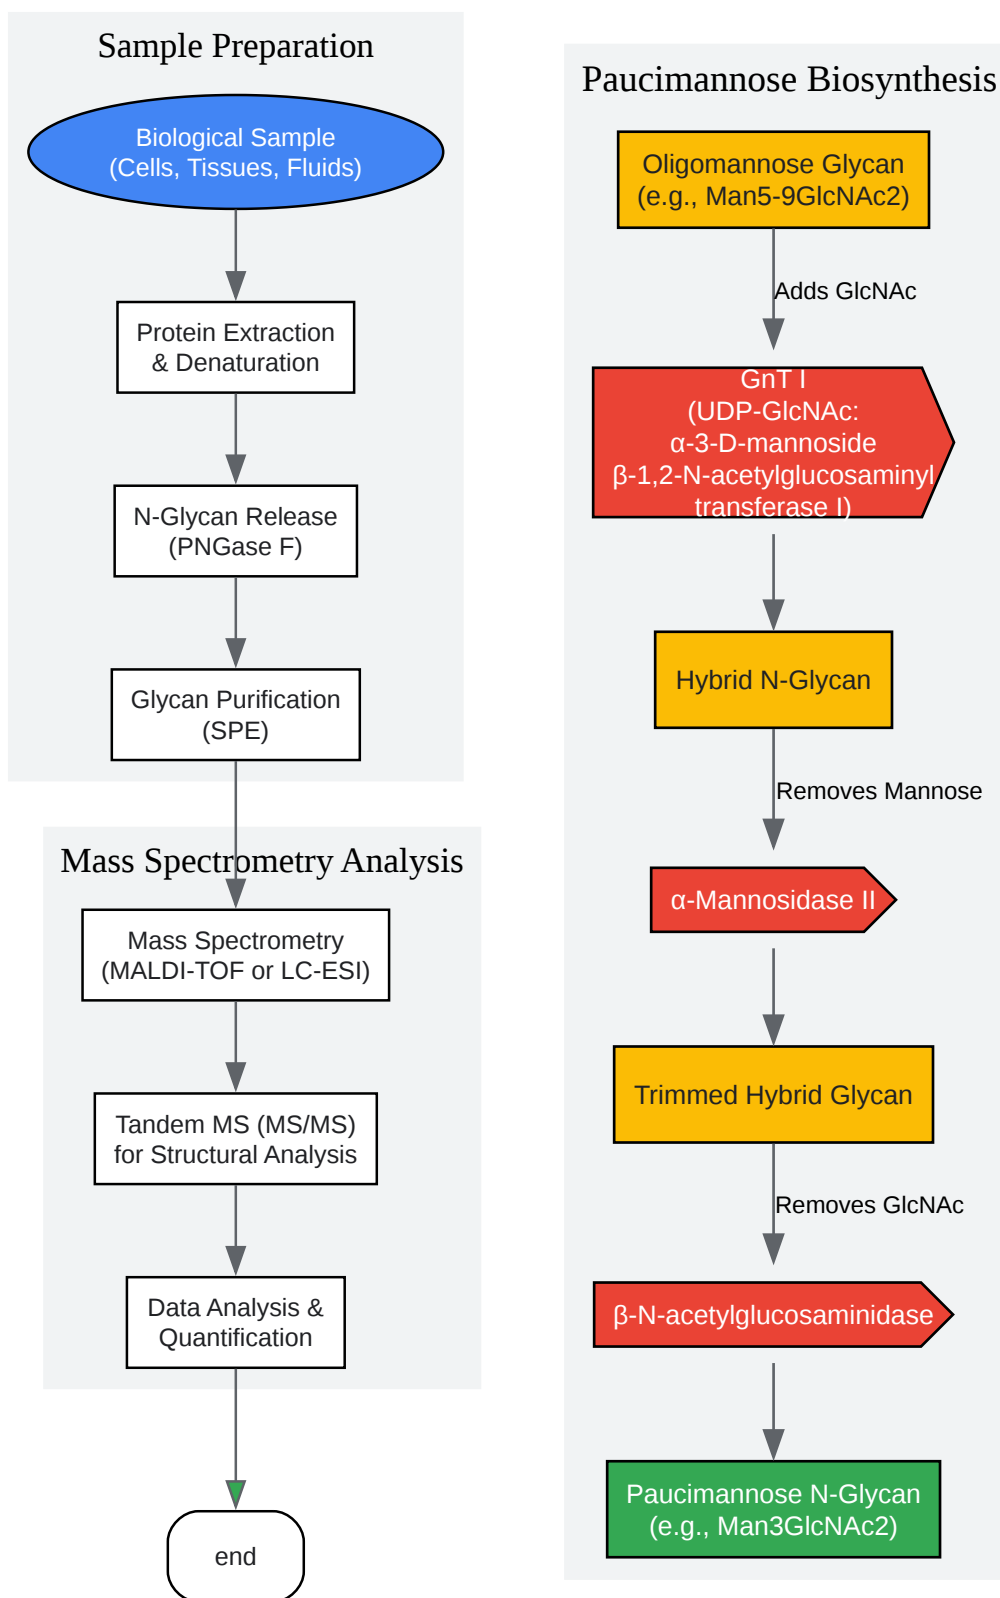 Sample Preparation
Biological Sample
(Cells, Tissues, Fluids)
Protein Extraction
& Denaturation
N-Glycan Release
(PNGase F)
Glycan Purification
(SPE)
Mass Spectrometry Analysis
Mass Spectrometry
(MALDI-TOF or LC-ESI)
Tandem MS (MS/MS)
for Structural Analysis
Data Analysis &
Quantification
end
Paucimannose Biosynthesis
Oligomannose Glycan
(e.g., Man5-9GlcNAc2)
Adds GlcNAc
GnT I
(UDP-GlcNAc:
α-3-D-mannoside
β-1,2-N-acetylglucosaminyl
transferase I)
Hybrid N-Glycan
Removes Mannose
α-Mannosidase II
Trimmed Hybrid Glycan
Removes GlcNAc
β-N-acetylglucosaminidase
Paucimannose N-Glycan
(e.g., Man3GlcNAc2)